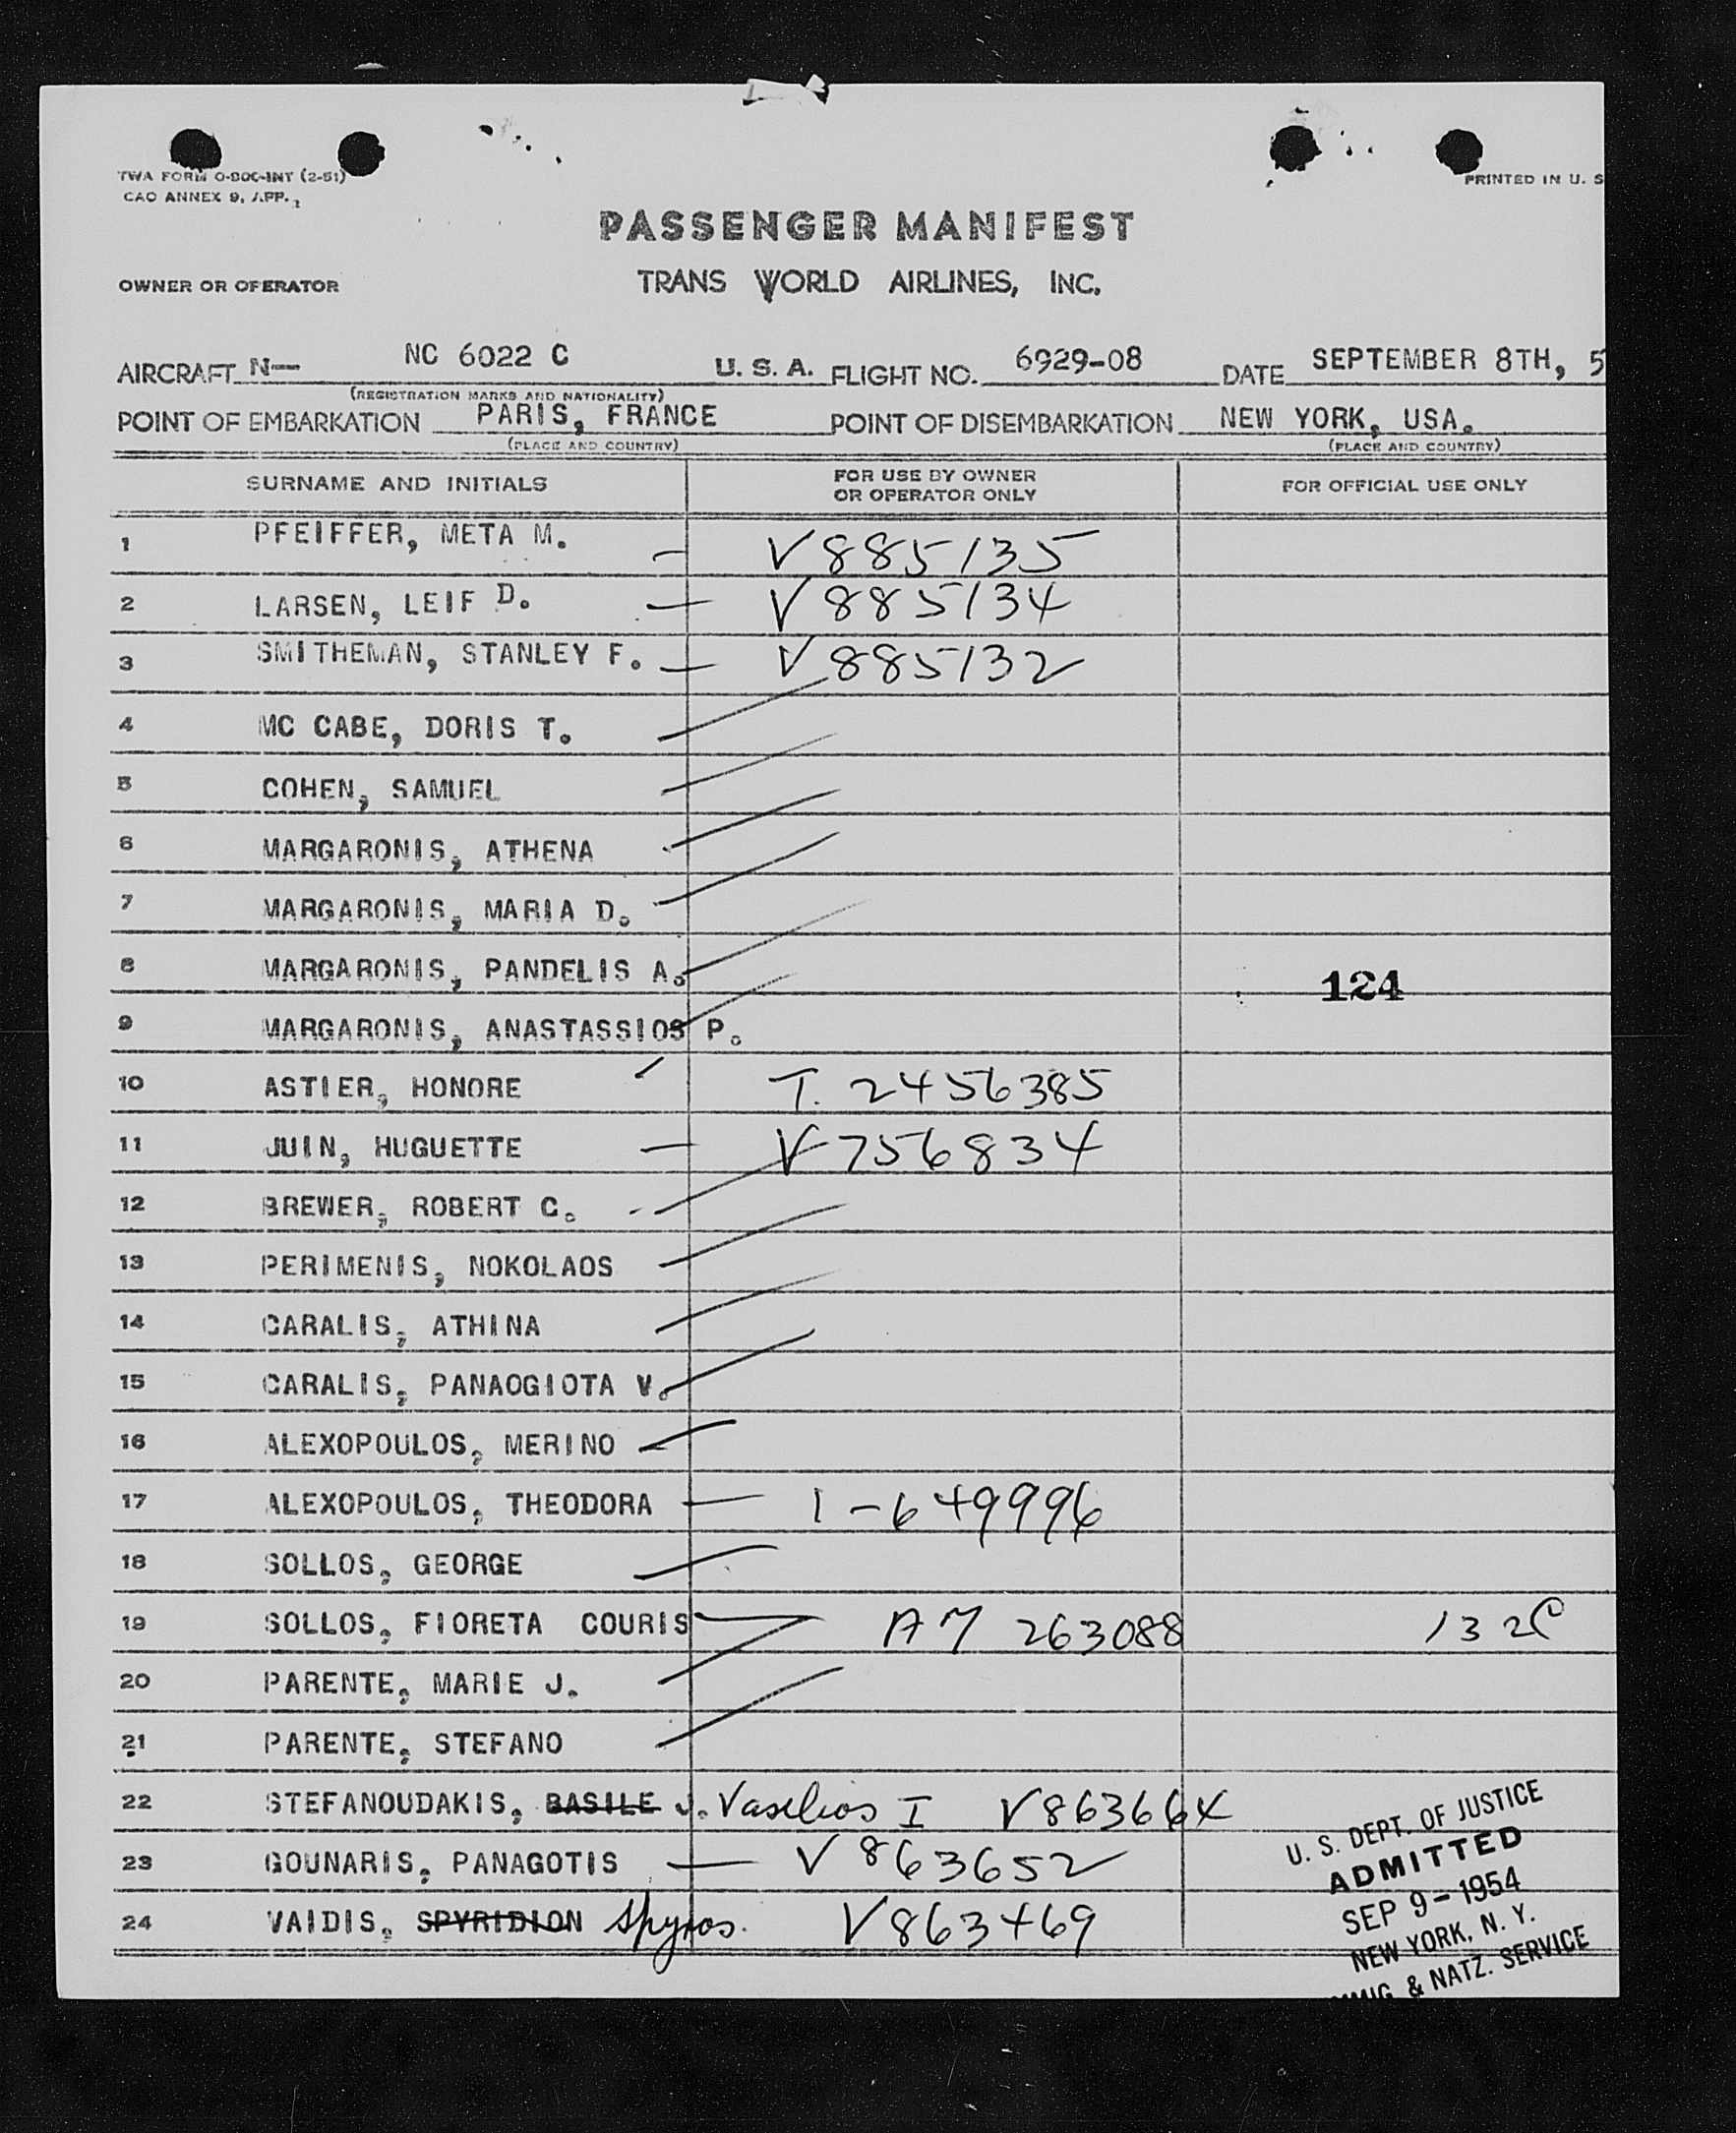 TWA FORM O-800-INT (2-51)
CAO ANNEX 9, APP. 2
PRINTED IN U. S
PASSENGER MANIFEST
OWNER OR OPERATOR TRANS WORLD AIRLINES, INC.
AIRCRAFT N— NC 6022 C U. S. A. FLIGHT NO. 6929-08 DATE SEPTEMBER 8TH, 5
(REGISTRATION MARKS AND NATIONALITY)
POINT OF EMBARKATION PARIS, FRANCE POINT OF DISEMBARKATION NEW YORK, USA.
(PLACE AND COUNTRY) (PLACE AND COUNTRY)
SURNAME AND INITIALS FOR USE BY OWNER OR OPERATOR ONLY FOR OFFICIAL USE ONLY
1 PFEIFFER, META M. — V885135
2 LARSEN, LEIF D. — V885134
3 SMITHEMAN, STANLEY F. — V885132
4 MC CABE, DORIS T.
5 COHEN, SAMUEL
6 MARGARONIS, ATHENA
7 MARGARONIS, MARIA D.
8 MARGARONIS, PANDELIS A.
124
9 MARGARONIS, ANASTASSIOS P.
10 ASTIER, HONORE T. 2456385
11 JUIN, HUGUETTE — V756834
12 BREWER, ROBERT C.
13 PERIMENIS, NOKOLAOS
14 CARALIS, ATHINA
15 CARALIS, PANAOGIOTA V.
16 ALEXOPOULOS, MERINO
17 ALEXOPOULOS, THEODORA — 1-649996
18 SOLLOS, GEORGE
19 SOLLOS, FIORETA COURIS A7 263088
20 PARENTE, MARIE J.
21 PARENTE, STEFANO
22 STEFANOUDAKIS, BASILE J. Vasilios I V863664
23 GOUNARIS, PANAGOTIS — V863652
24 VAIDIS, SPYRIDION Spyros. V863469
U. S. DEPT. OF JUSTICE
ADMITTED
SEP 9 - 1954
NEW YORK, N. Y.
& NATZ. SERVICE